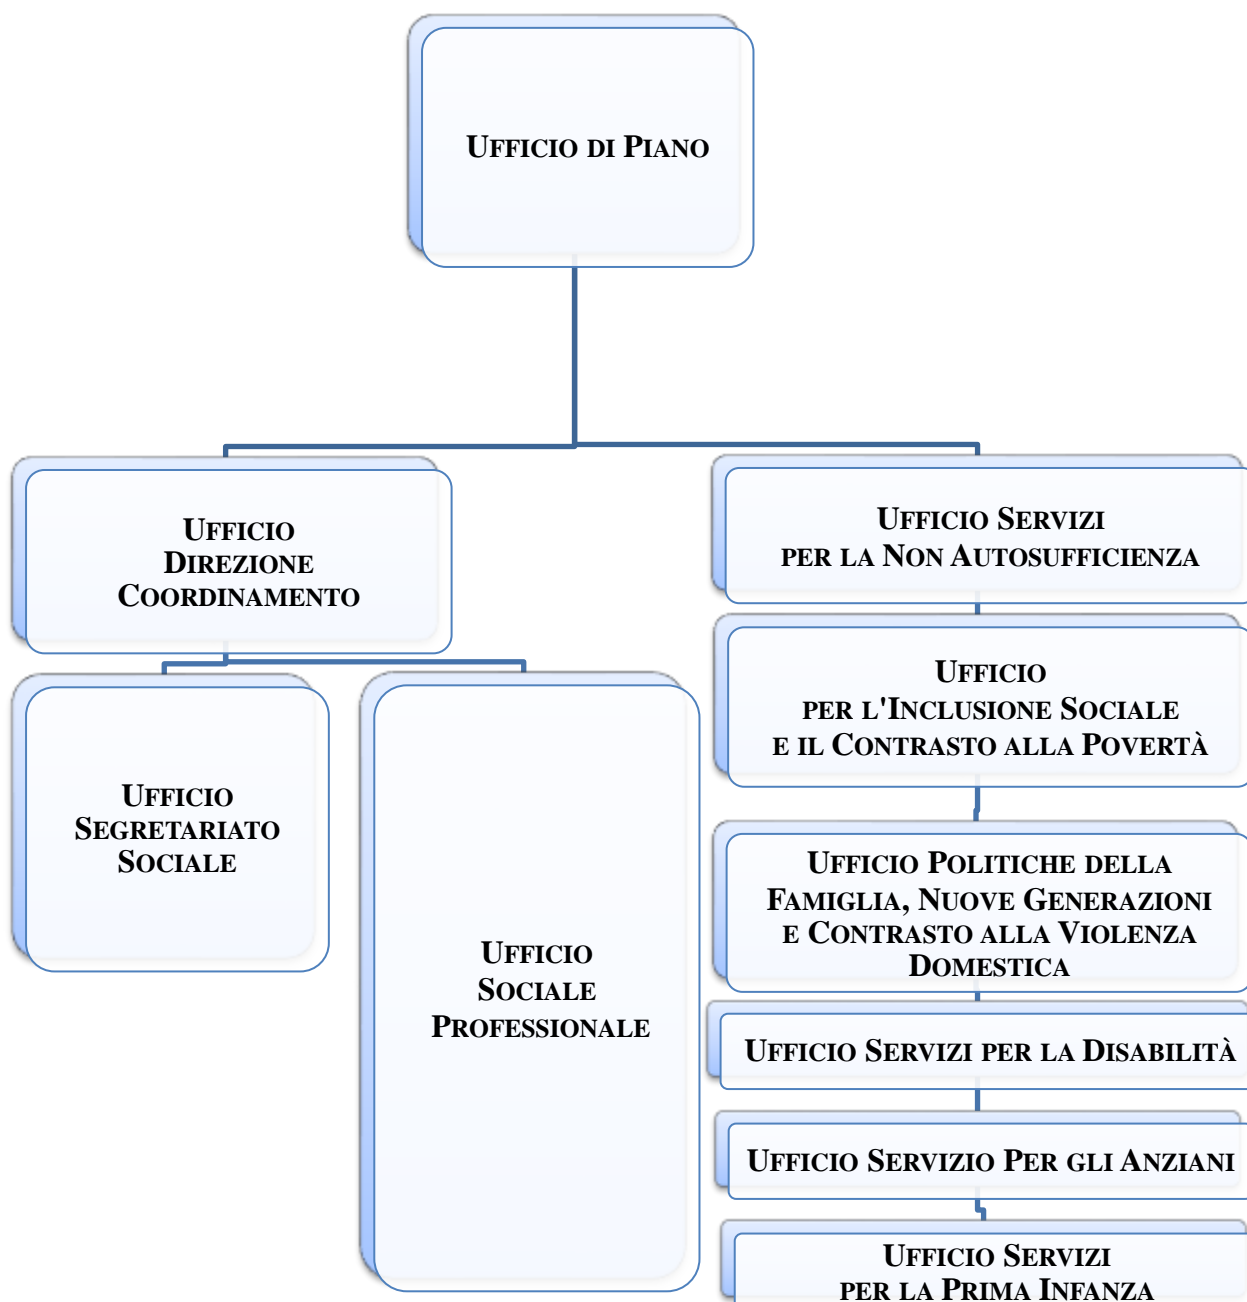 UFFICIO DI PIANO
UFFICIO
DIREZIONE
COORDINAMENTO
UFFICIO
SEGRETARIATO
SOCIALE
UFFICIO
SOCIALE
PROFESSIONALE
UFFICIO SERVIZI
PER LA NON AUTOSUFFICIENZA
UFFICIO
PER L'INCLUSIONE SOCIALE
E IL CONTRASTO ALLA POVERTÀ
UFFICIO POLITICHE DELLA
FAMIGLIA, NUOVE GENERAZIONI
E CONTRASTO ALLA VIOLENZA
DOMESTICA
UFFICIO SERVIZI PER LA DISABILITÀ
UFFICIO SERVIZIO PER GLI ANZIANI
UFFICIO SERVIZI
PER LA PRIMA INFANZA